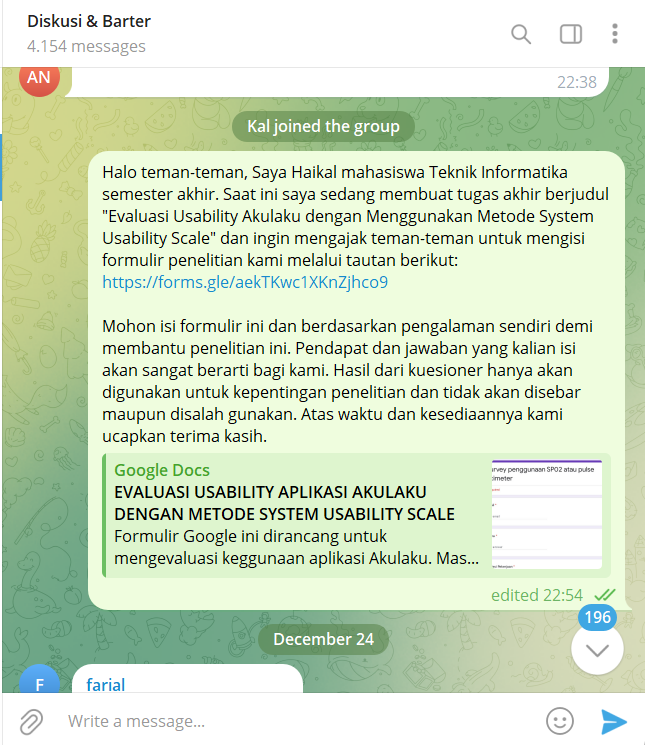 Diskusi & Barter
4.154 messages
AN
22:38
Kal joined the group
Halo teman-teman, Saya Haikal mahasiswa Teknik Informatika
semester akhir. Saat ini saya sedang membuat tugas akhir berjudul
"Evaluasi Usability Akulaku dengan Menggunakan Metode System
Usability Scale" dan ingin mengajak teman-teman untuk mengisi
formulir penelitian kami melalui tautan berikut:
https://forms.gle/aekTKwc1XKnZjhco9
Mohon isi formulir ini dan berdasarkan pengalaman sendiri demi
membantu penelitian ini. Pendapat dan jawaban yang kalian isi
akan sangat berarti bagi kami. Hasil dari kuesioner hanya akan
digunakan untuk kepentingan penelitian dan tidak akan disebar
maupun disalah gunakan. Atas waktu dan kesediaannya kami
ucapkan terima kasih.
Google Docs
EVALUASI USABILITY APLIKASI AKULAKU
DENGAN METODE SYSTEM USABILITY SCALE
Formulir Google ini dirancang untuk
mengevaluasi keggunaan aplikasi Akulaku. Mas...
urvey penggunaan SPO2 atau pulse
imeter
edited 22:54
196
December 24
F
farial
Write a message...